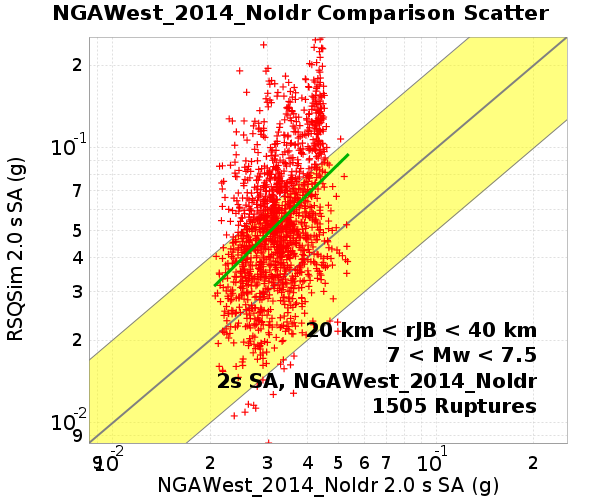 NGAWest_2014_NoIdr Comparison Scatter
RSQSim 2.0 s SA (g)
2
10-1
7
5
4
3
2
10-2
9
20 km < rJB < 40 km
7 < Mw < 7.5
2s SA, NGAWest_2014_NoIdr
1505 Ruptures
9 10-2 2 3 4 5 6 7 10-1 2
NGAWest_2014_NoIdr 2.0 s SA (g)